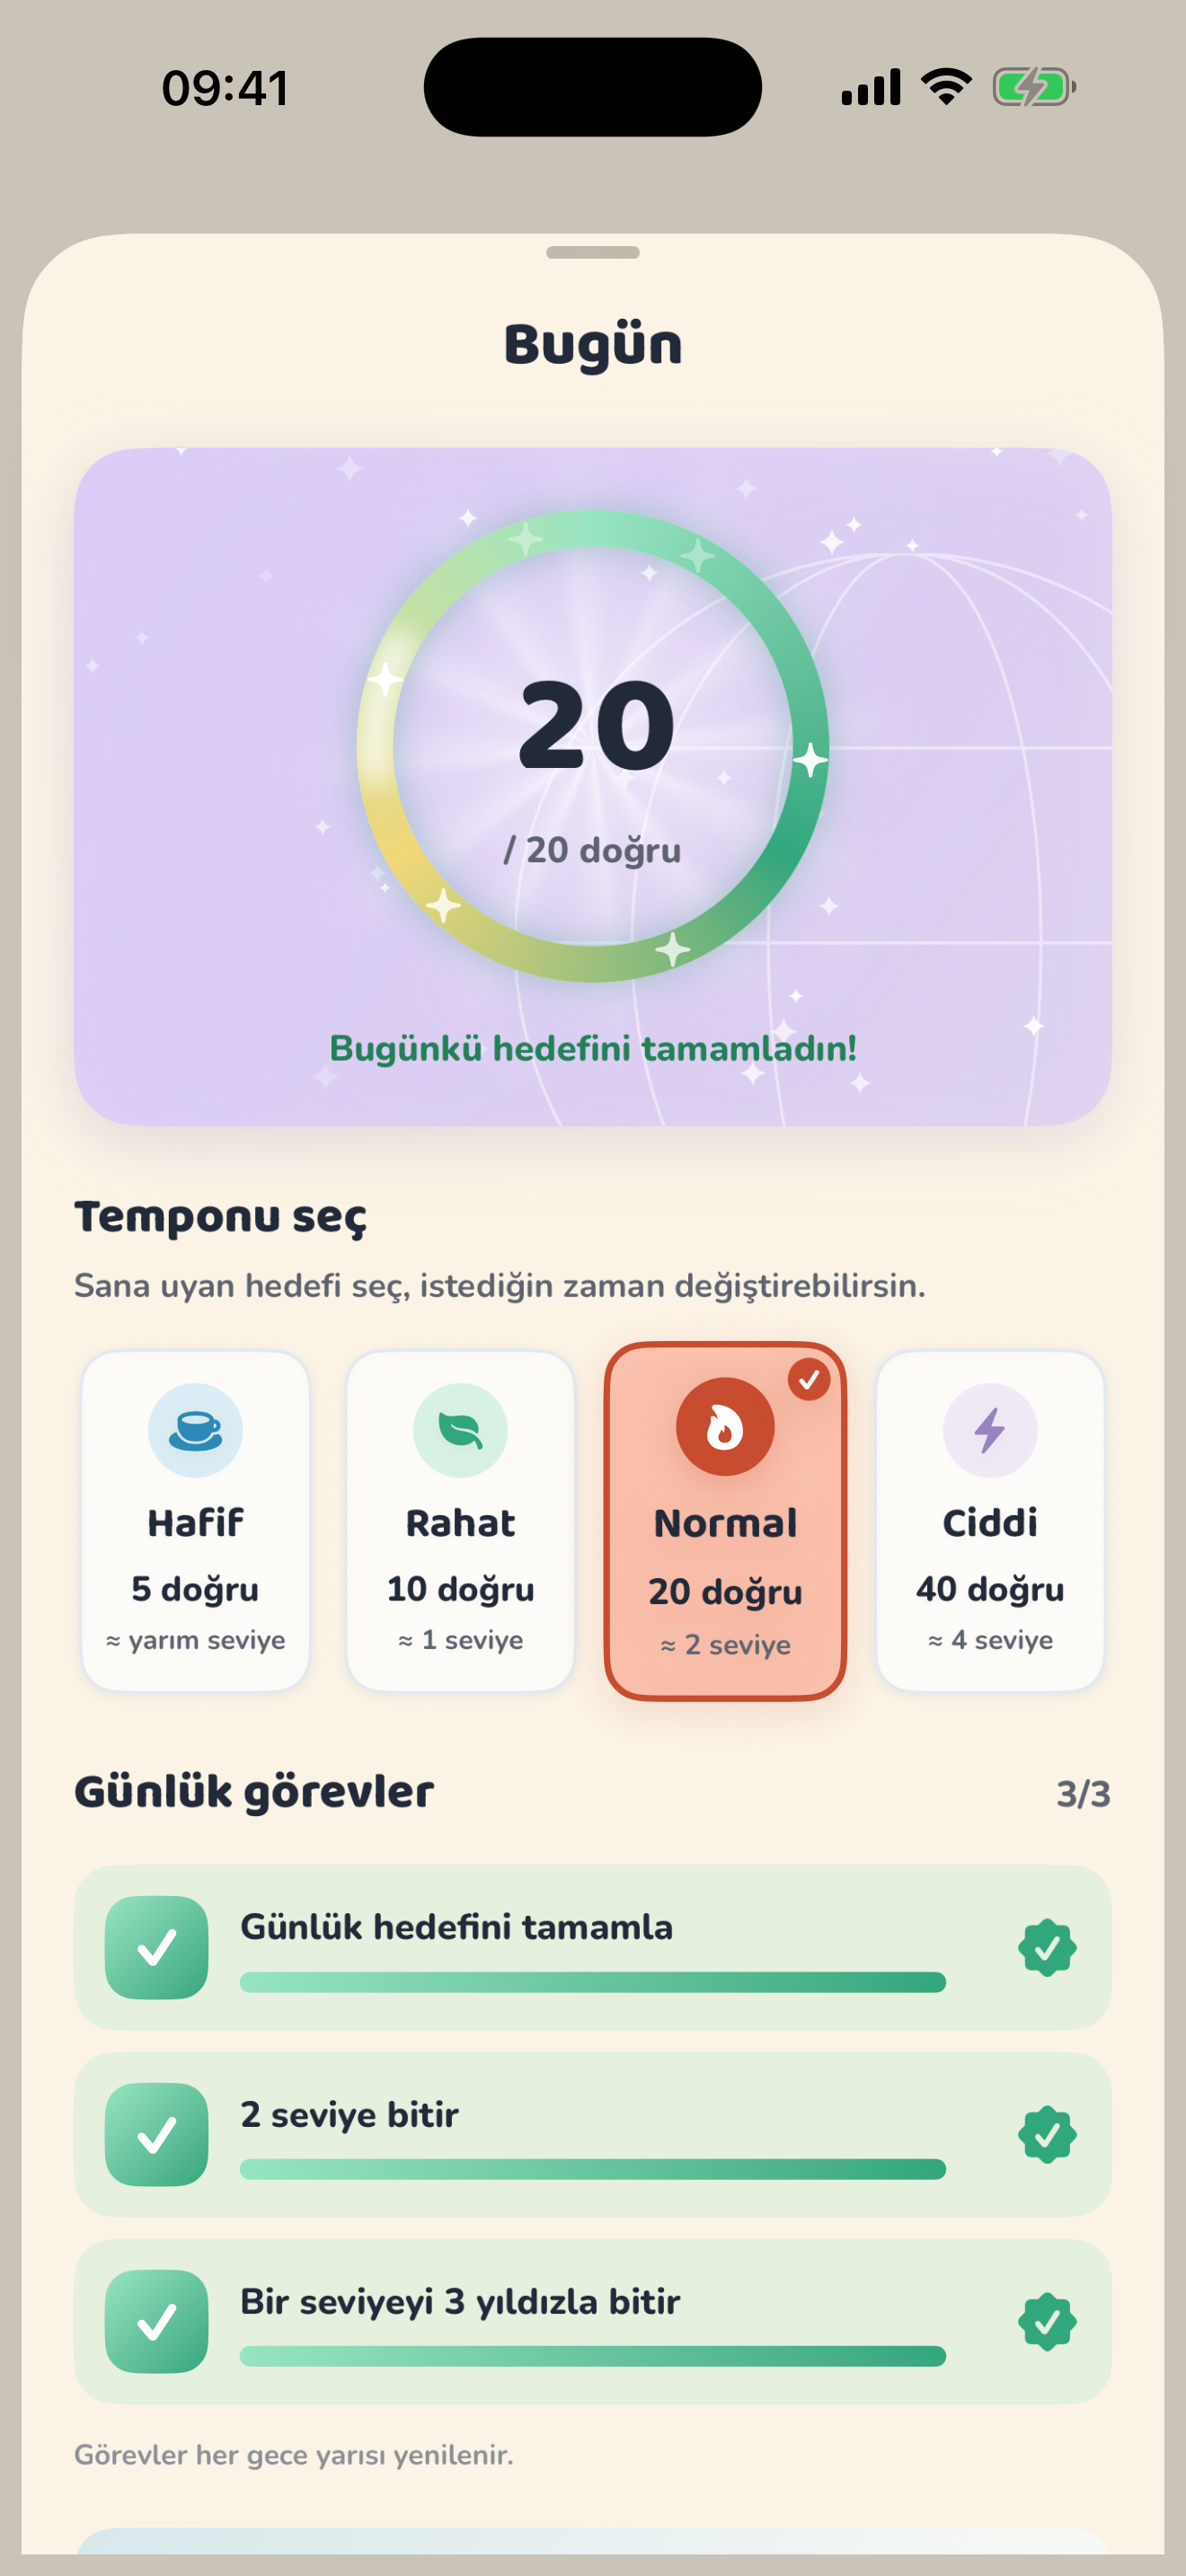 09:41
Bugün
20
/ 20 doğru
Bugünkü hedefini tamamladın!
Temponu seç
Sana uyan hedefi seç, istediğin zaman değiştirebilirsin.
Hafif
5 doğru
≈ yarım seviye
Rahat
10 doğru
≈ 1 seviye
Normal
20 doğru
≈ 2 seviye
Ciddi
40 doğru
≈ 4 seviye
Günlük görevler
3/3
Günlük hedefini tamamla
2 seviye bitir
Bir seviyeyi 3 yıldızla bitir
Görevler her gece yarısı yenilenir.